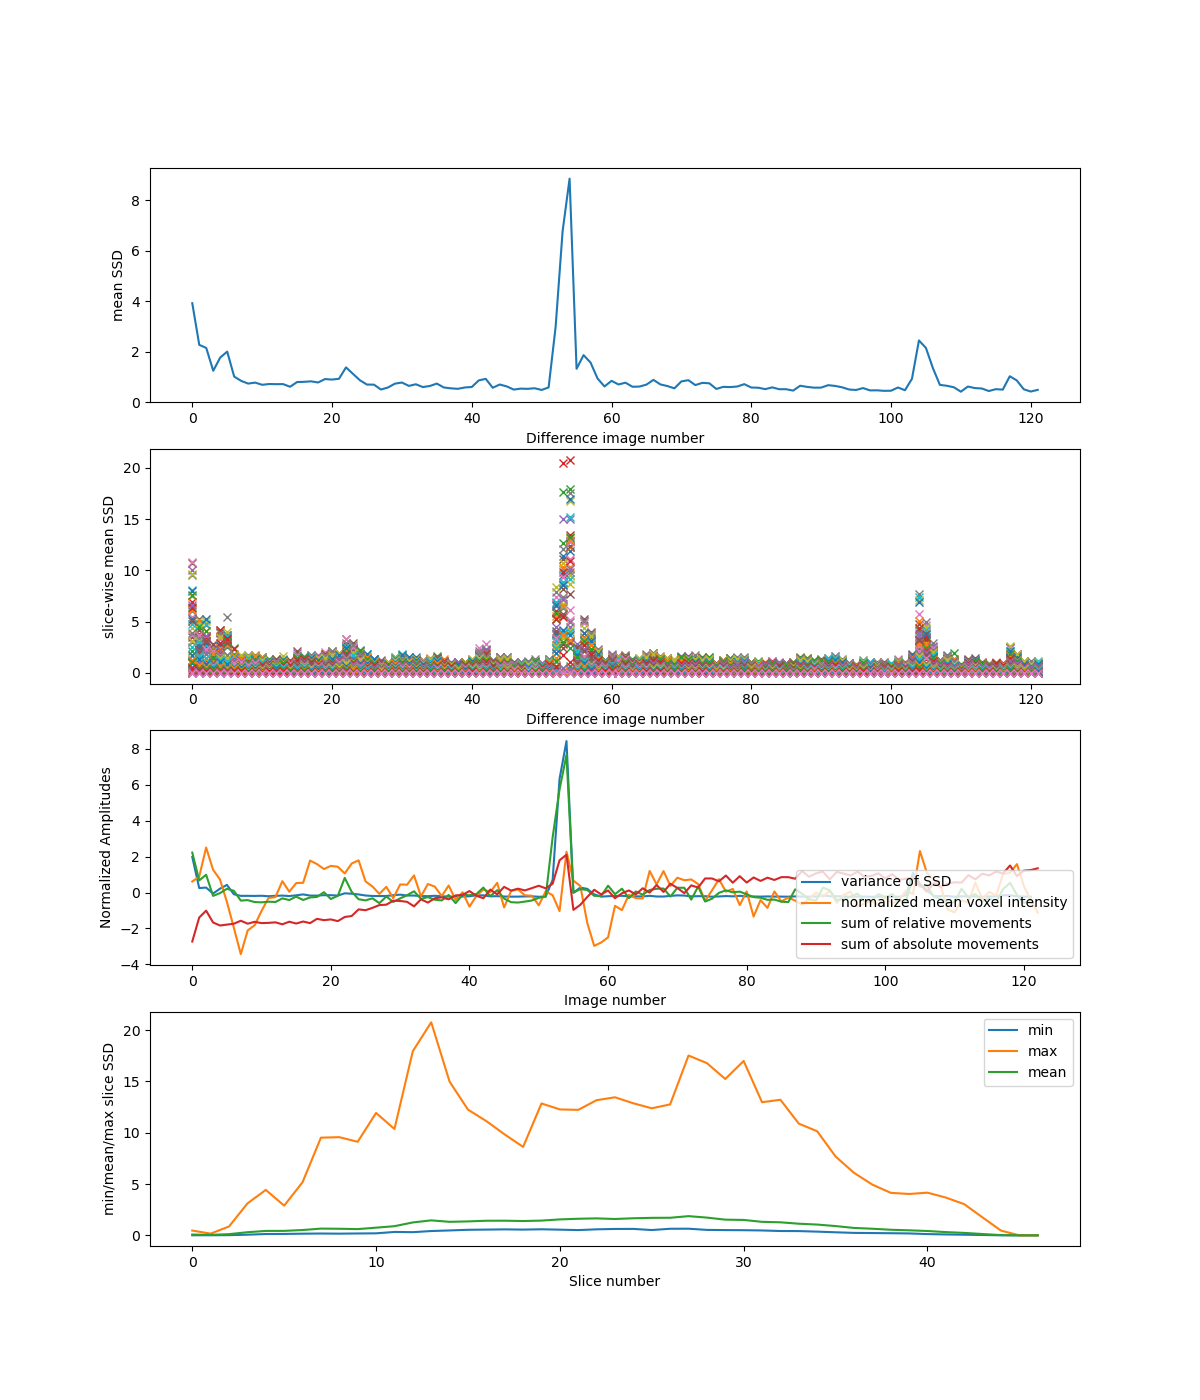 mean SSD
8
6
4
2
0
0 20 40 60 80 100 120
Difference image number
slice-wise mean SSD
20
15
10
5
0
0 20 40 60 80 100 120
Difference image number
Normalized Amplitudes
8
6
4
2
0
−2
−4
variance of SSD
normalized mean voxel intensity
sum of relative movements
sum of absolute movements
0 20 40 60 80 100 120
Image number
min/mean/max slice SSD
20
15
10
5
0
min
max
mean
0 10 20 30 40
Slice number